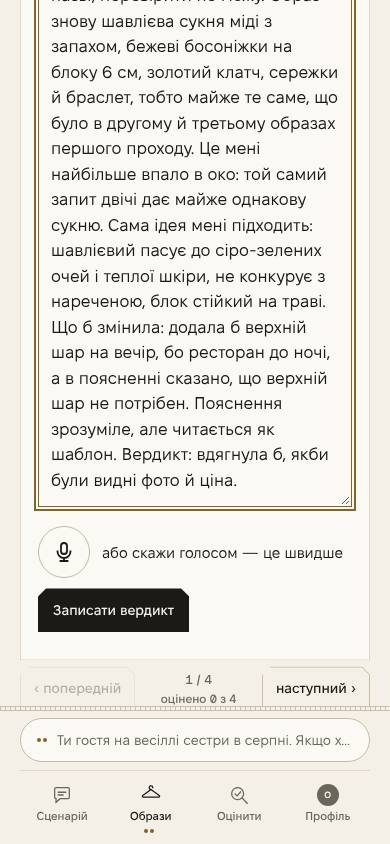 знову шавлієва сукня міді з
запахом, бежеві босоніжки на
блоку 6 см, золотий клатч, сережки
й браслет, тобто майже те саме, що
було в другому й третьому образах
першого проходу. Це мені
найбільше впало в око: той самий
запит двічі дає майже однакову
сукню. Сама ідея мені підходить:
шавлієвий пасує до сіро-зелених
очей і теплої шкіри, не конкурує з
нареченою, блок стійкий на траві.
Що б змінила: додала б верхній
шар на вечір, бо ресторан до ночі,
а в поясненні сказано, що верхній
шар не потрібен. Пояснення
зрозуміле, але читається як
шаблон. Вердикт: вдягнула б, якби
були видні фото й ціна.
або скажи голосом — це швидше
Записати вердикт
‹ попередній
1 / 4
оцінено 0 з 4
наступний ›
Ти гостя на весіллі сестри в серпні. Якщо х...
Сценарій
Образи
Оцінити
О
Профіль